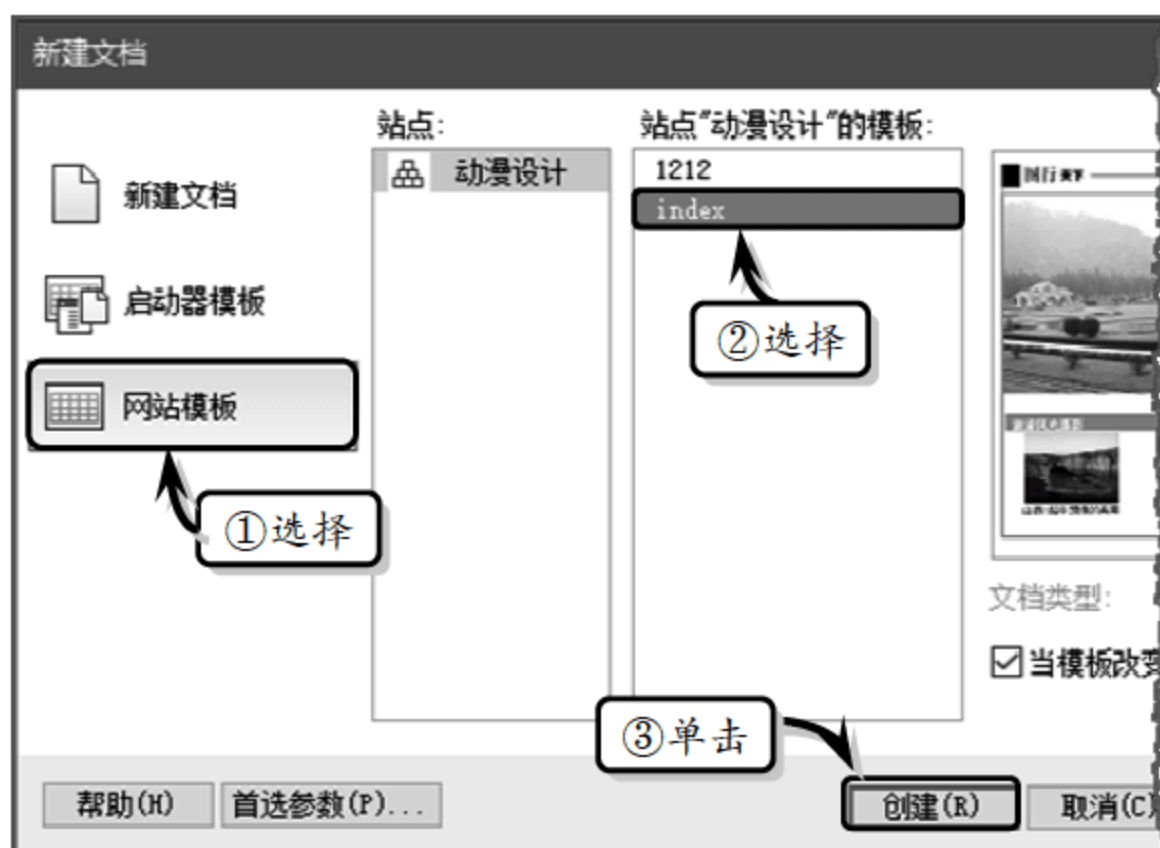 新建文档
站点:
站点"动漫设计"的模板:
动漫设计
1212
index
新建文档
启动器模板
网站模板
②选择
①选择
文档类型:
当模板改变
③单击
帮助(H)
首选参数(P)...
创建(R)
取消(C)